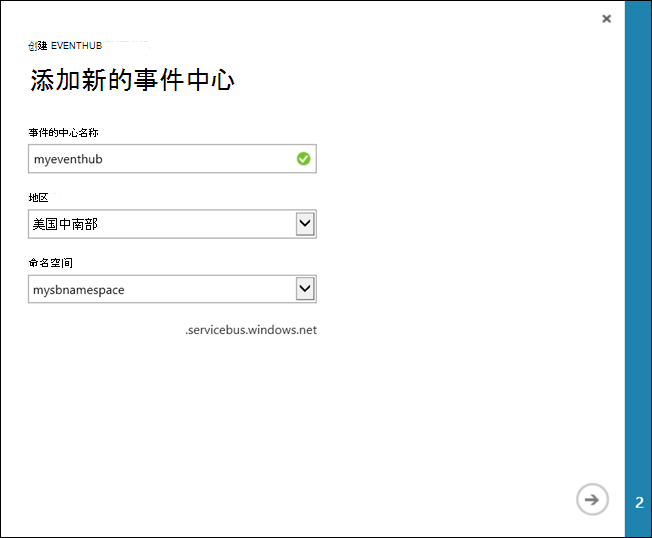 创建 EVENTHUB
添加新的事件中心
事件的中心名称
myeventhub
地区
美国中南部
命名空间
mysbnamespace
.servicebus.windows.net
2